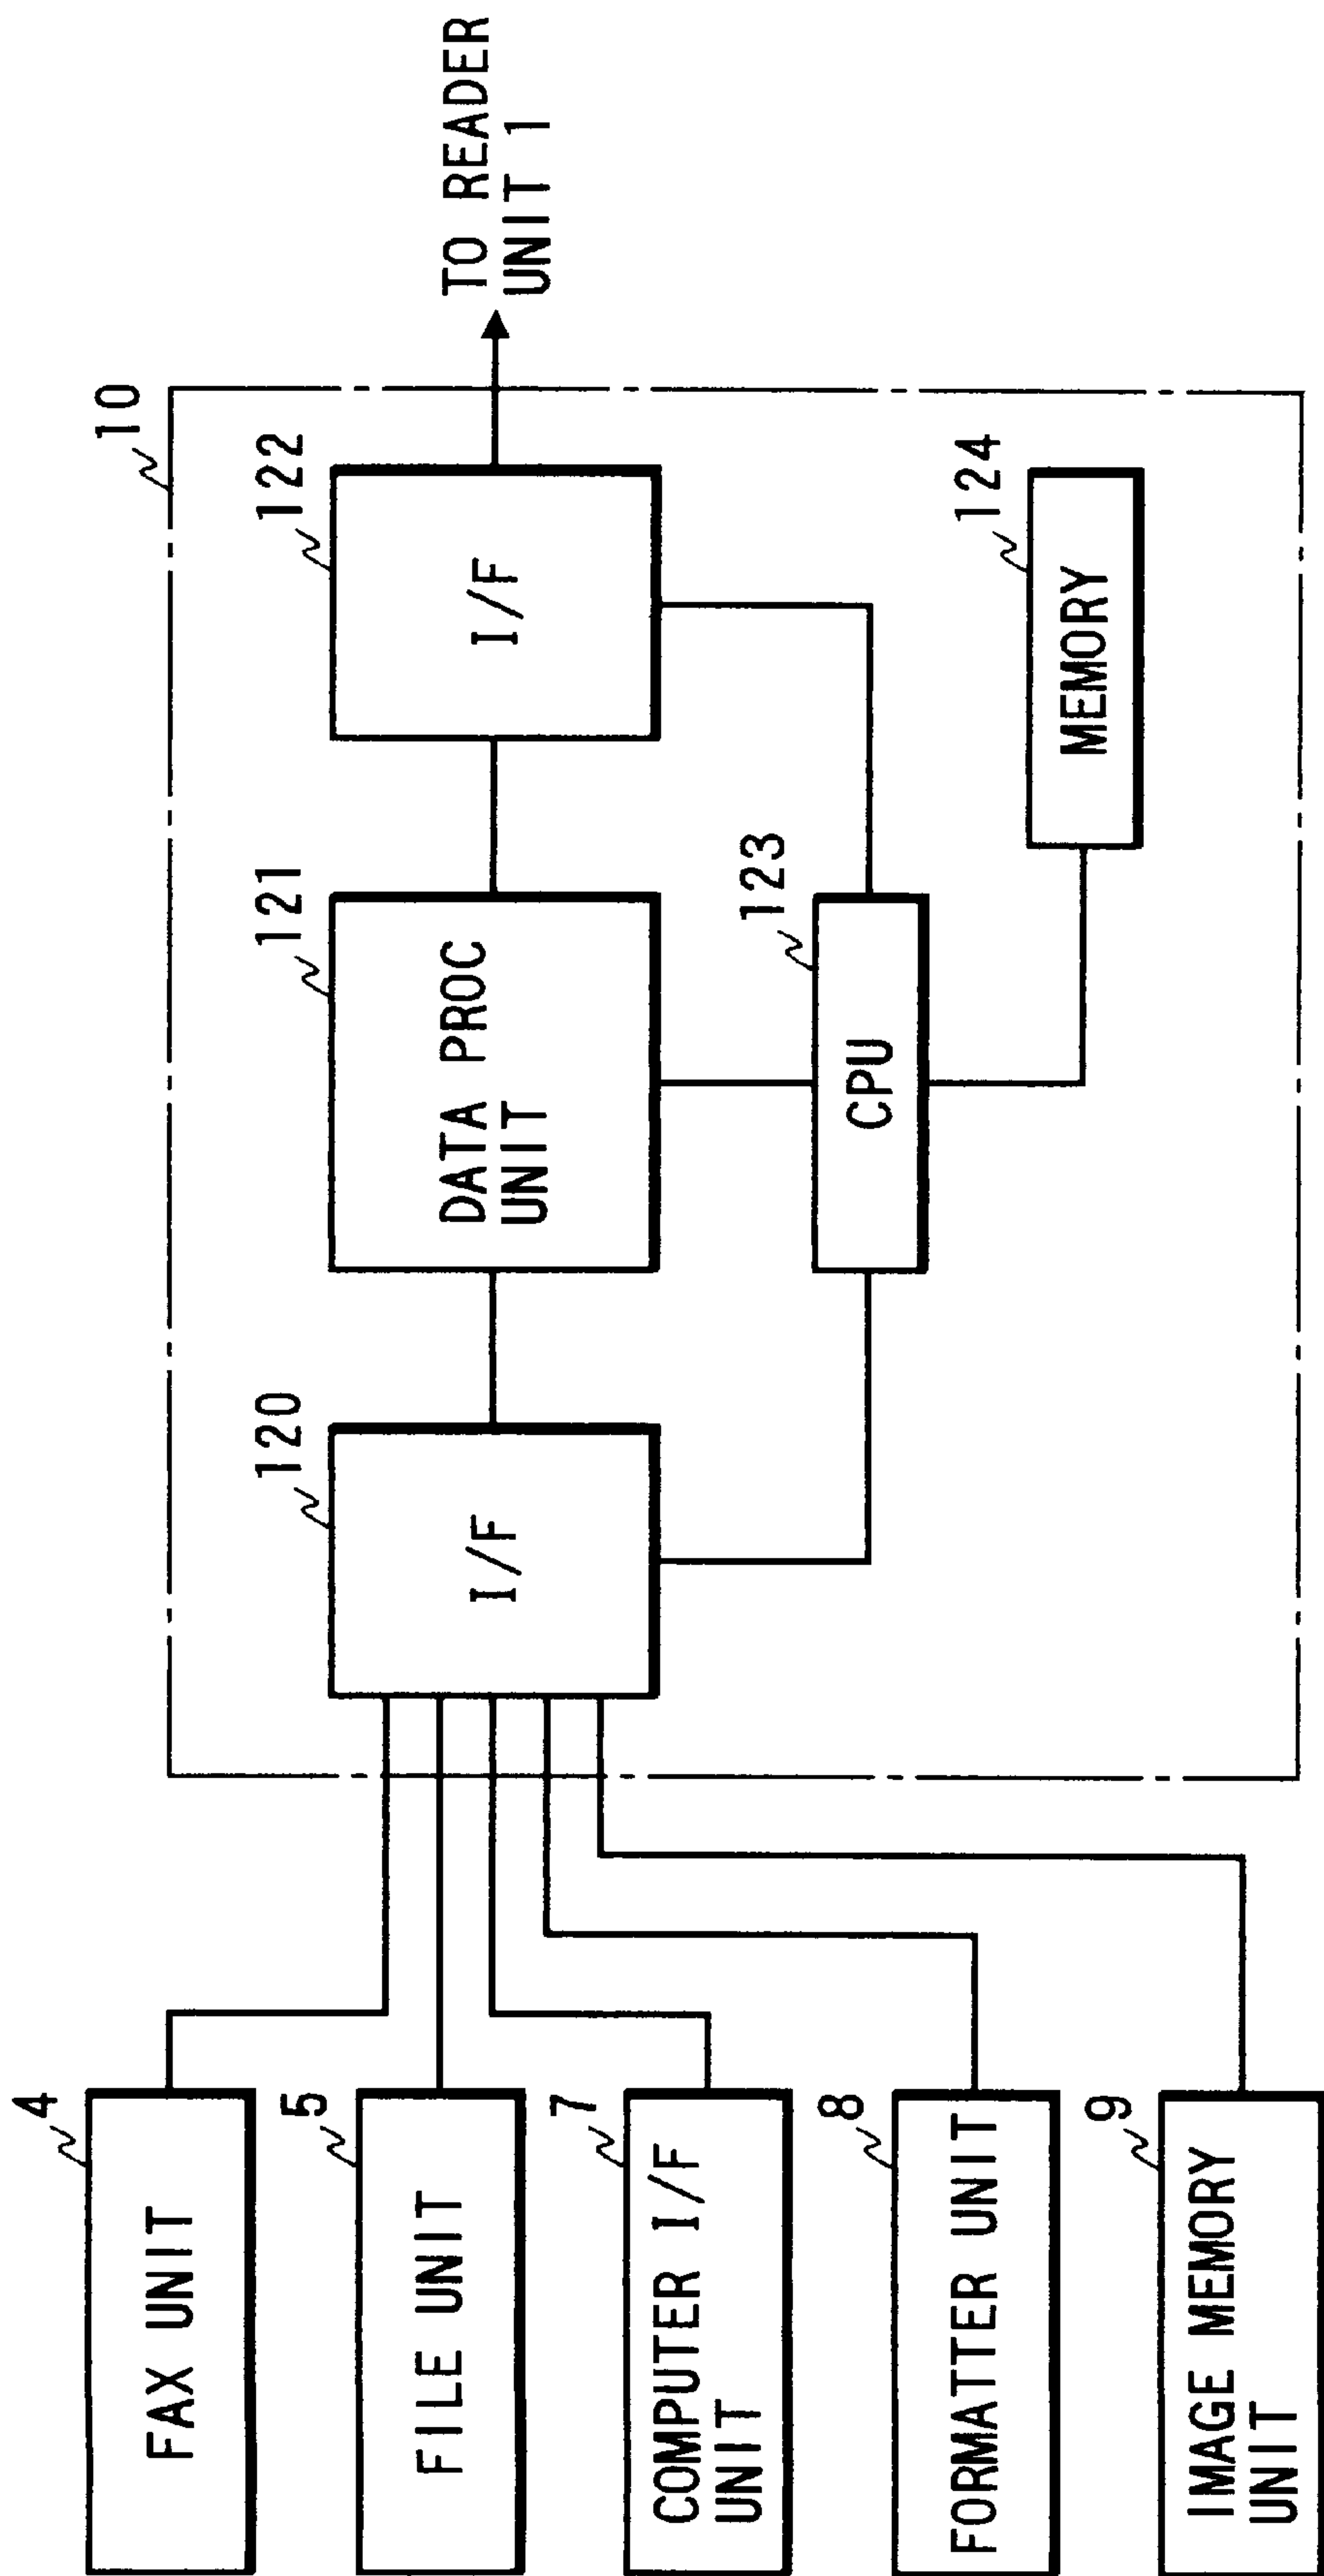 4
FAX UNIT
5
FILE UNIT
7
COMPUTER I/F
UNIT
8
FORMATTER UNIT
9
IMAGE MEMORY
UNIT
10
120
I/F
121
DATA PROC
UNIT
122
I/F
123
CPU
124
MEMORY
TO READER
UNIT 1